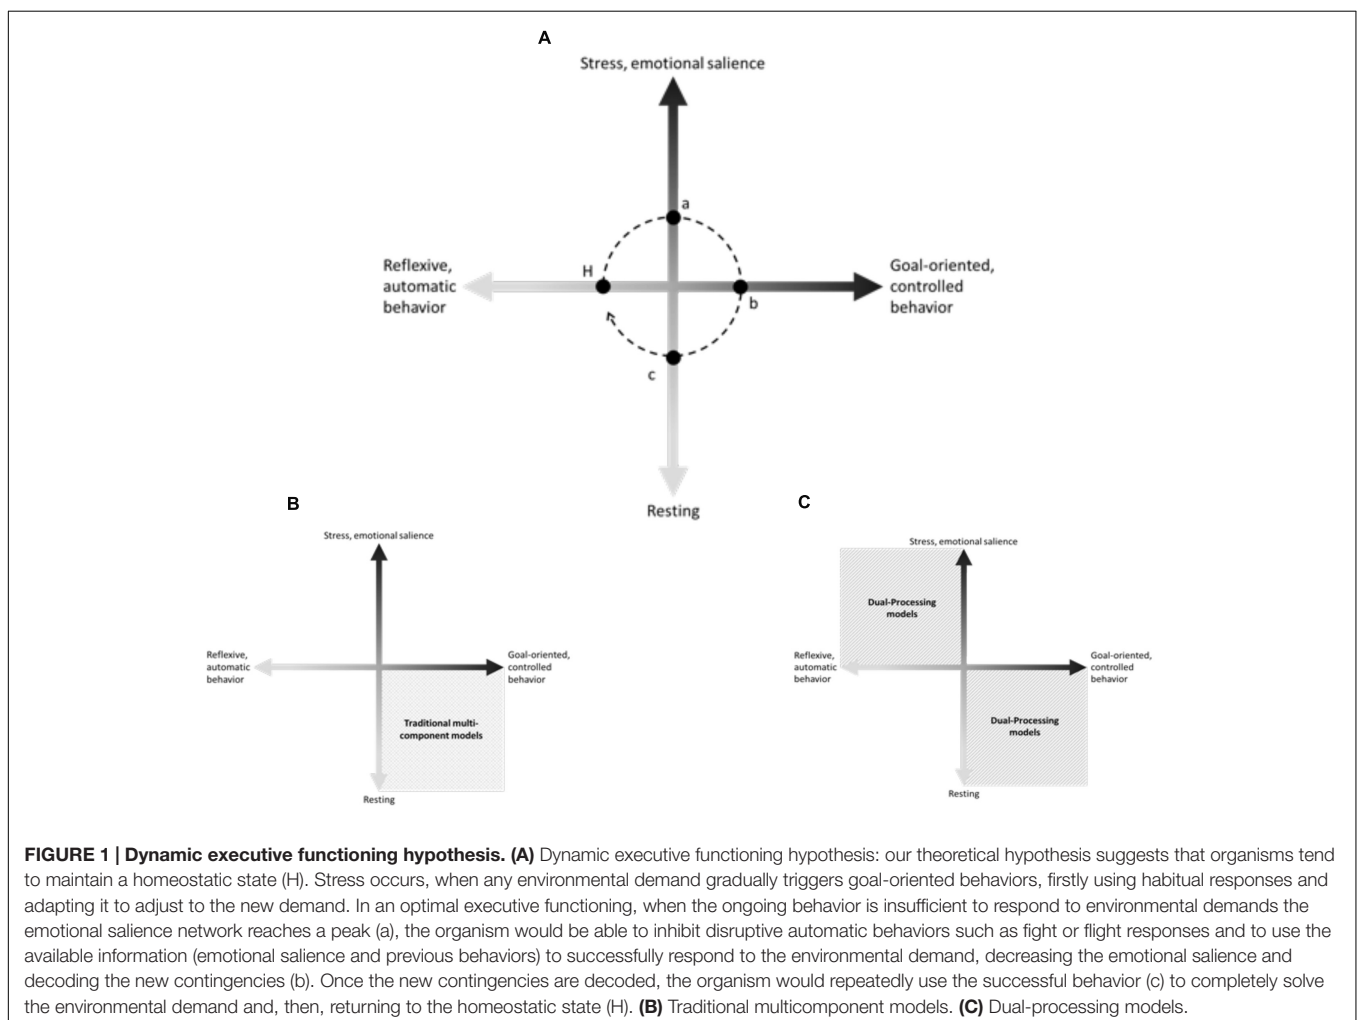 A
Stress, emotional salience
a
Reflexive,
automatic
behavior
H
Goal-oriented,
controlled
behavior
b
c
Resting
B
Stress, emotional salience
Reflexive,
automatic
behavior
Goal-oriented,
controlled
behavior
Traditional multi-
component models
Resting
C
Stress, emotional salience
Dual-Processing
models
Reflexive,
automatic
behavior
Goal-oriented,
controlled
behavior
Dual-Processing
models
Resting
FIGURE 1 | Dynamic executive functioning hypothesis. (A) Dynamic executive functioning hypothesis: our theoretical hypothesis suggests that organisms tend
to maintain a homeostatic state (H). Stress occurs, when any environmental demand gradually triggers goal-oriented behaviors, firstly using habitual responses and
adapting it to adjust to the new demand. In an optimal executive functioning, when the ongoing behavior is insufficient to respond to environmental demands the
emotional salience network reaches a peak (a), the organism would be able to inhibit disruptive automatic behaviors such as fight or flight responses and to use the
available information (emotional salience and previous behaviors) to successfully respond to the environmental demand, decreasing the emotional salience and
decoding the new contingencies (b). Once the new contingencies are decoded, the organism would repeatedly use the successful behavior (c) to completely solve
the environmental demand and, then, returning to the homeostatic state (H). (B) Traditional multicomponent models. (C) Dual-processing models.